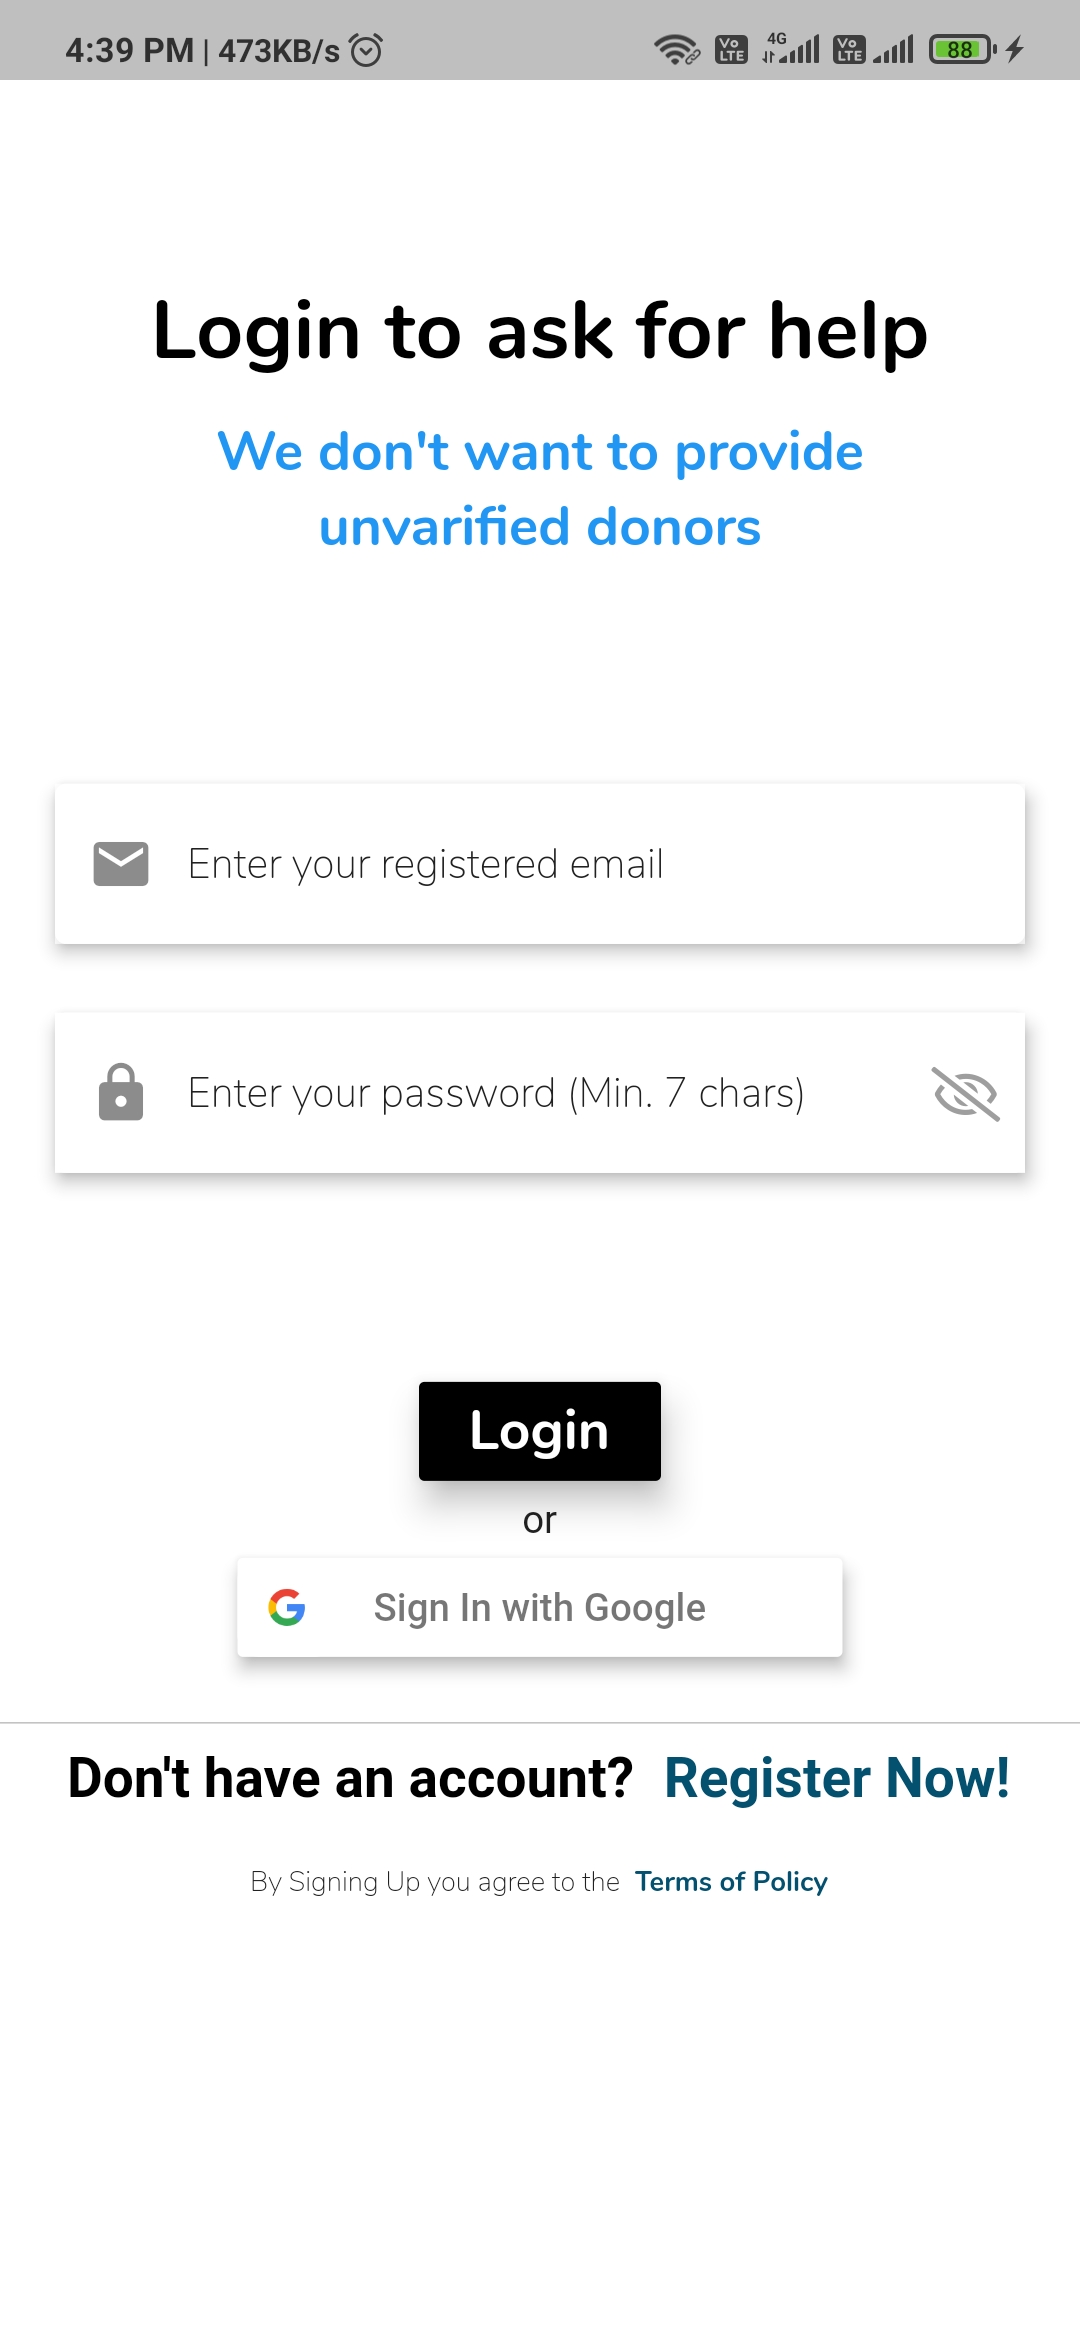 4:39 PM | 473KB/s
Vo LTE 4G Vo LTE 88
Login to ask for help
We don't want to provide
unvarified donors
Enter your registered email
Enter your password (Min. 7 chars)
Login
or
Sign In with Google
Don't have an account? Register Now!
By Signing Up you agree to the Terms of Policy